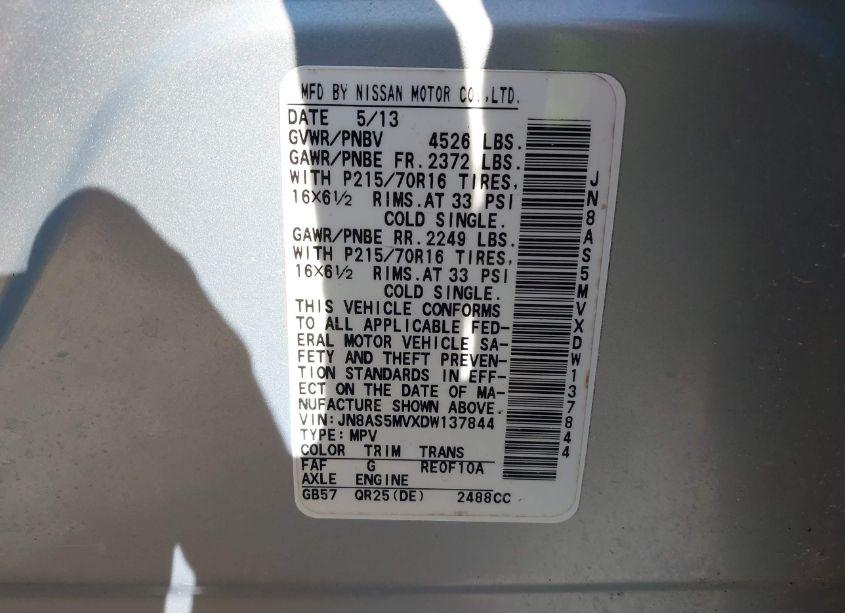 MFD BY NISSAN MOTOR CO.,LTD.
DATE 5/13
GVWR/PNBV 4526 LBS.
GAWR/PNBE FR. 2372 LBS.
WITH P215/70R16 TIRES,
16X6½ RIMS.AT 33 PSI
COLD SINGLE.
GAWR/PNBE RR. 2249 LBS.
WITH P215/70R16 TIRES,
16X6½ RIMS.AT 33 PSI
COLD SINGLE.
THIS VEHICLE CONFORMS
TO ALL APPLICABLE FED-
ERAL MOTOR VEHICLE SA-
FETY AND THEFT PREVEN-
TION STANDARDS IN EFF-
ECT ON THE DATE OF MA-
NUFACTURE SHOWN ABOVE.
VIN:JN8AS5MVXDW137844
TYPE:MPV
COLOR TRIM TRANS
FAF G RE0F10A
AXLE ENGINE
GB57 QR25(DE) 2488CC
JN8AS5MVXDW137844